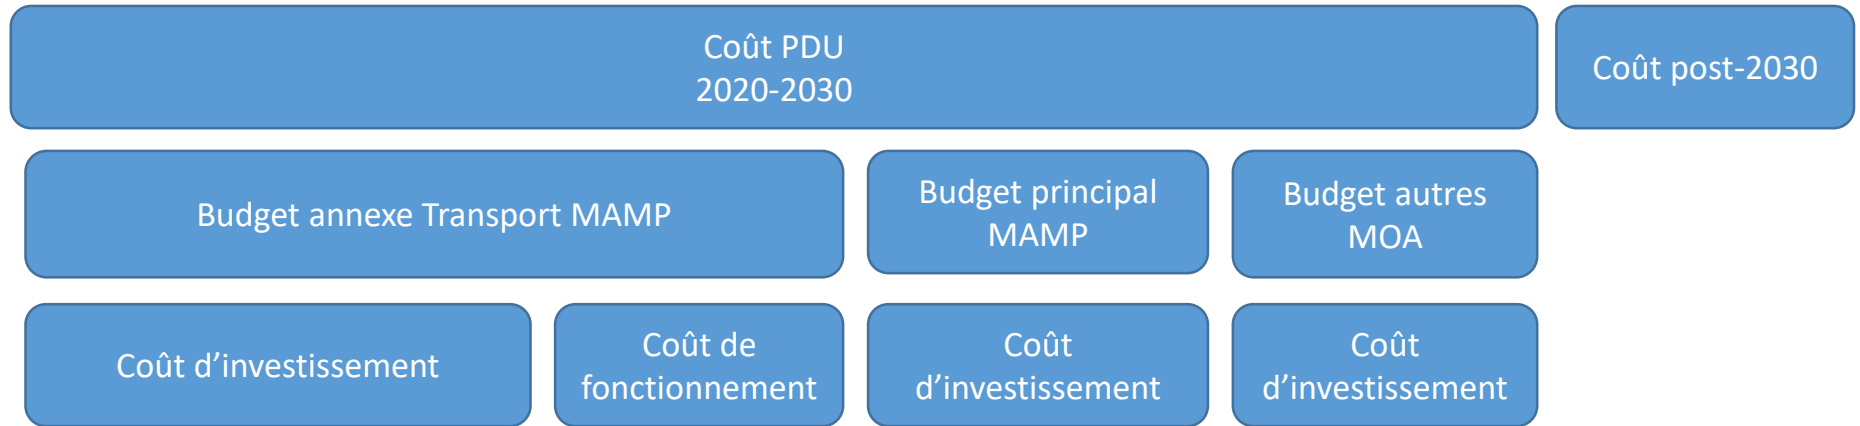 Coût PDU
2020-2030
Coût post-2030
Budget annexe Transport MAMP
Budget principal
MAMP
Budget autres
MOA
Coût d’investissement
Coût de
fonctionnement
Coût
d’investissement
Coût
d’investissement